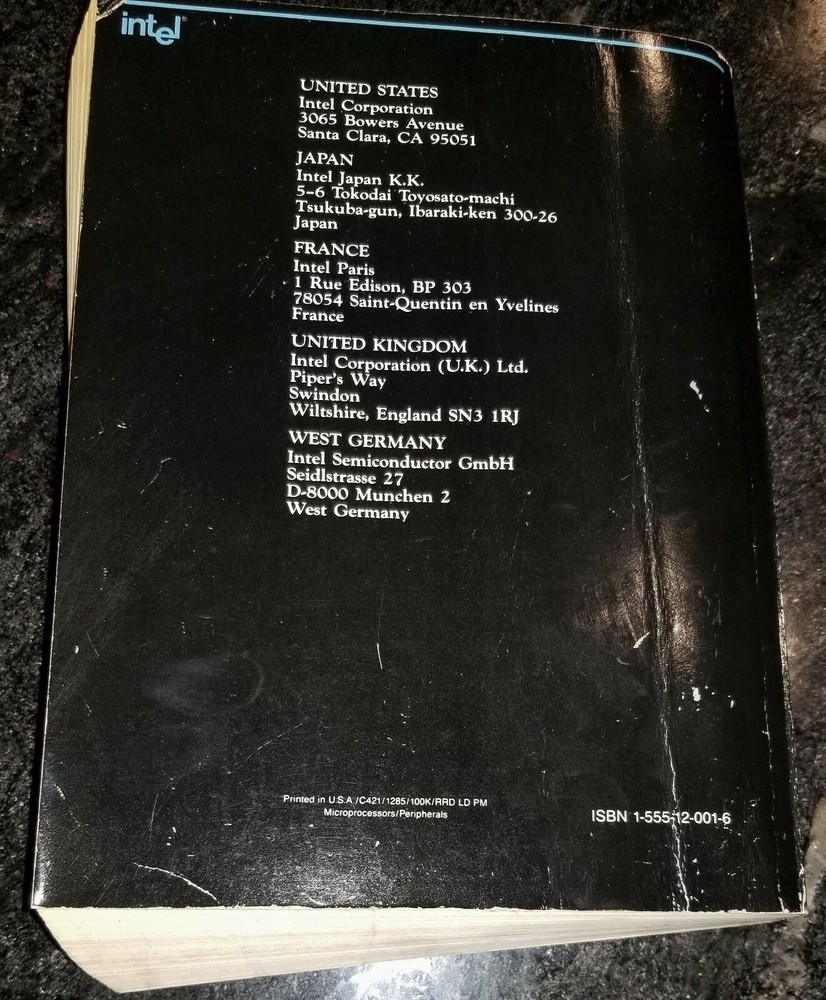 intel®
UNITED STATES
Intel Corporation
3065 Bowers Avenue
Santa Clara, CA 95051
JAPAN
Intel Japan K.K.
5-6 Tokodai Toyosato-machi
Tsukuba-gun, Ibaraki-ken 300-26
Japan
FRANCE
Intel Paris
1 Rue Edison, BP 303
78054 Saint-Quentin en Yvelines
France
UNITED KINGDOM
Intel Corporation (U.K.) Ltd.
Piper's Way
Swindon
Wiltshire, England SN3 1RJ
WEST GERMANY
Intel Semiconductor GmbH
Seidlstrasse 27
D-8000 Munchen 2
West Germany
Printed in U.S.A./C421/1285/100K/RRD LD PM
Microprocessors/Peripherals
ISBN 1-555-12-001-6